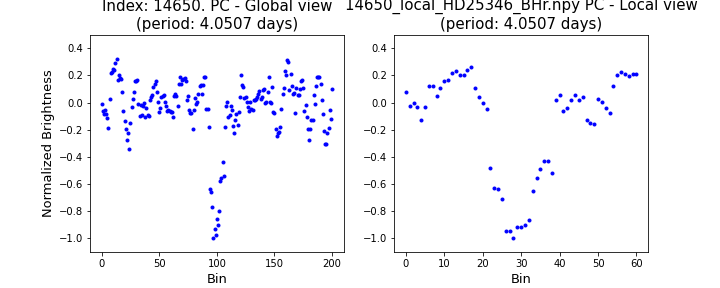 Index: 14650. PC - Global view
(period: 4.0507 days)
14650_local_HD25346_BHr.npy PC - Local view
(period: 4.0507 days)
Normalized Brightness
0.4
0.2
0.0
−0.2
−0.4
−0.6
−0.8
−1.0
0 50 100 150 200
Bin
0.4
0.2
0.0
−0.2
−0.4
−0.6
−0.8
−1.0
0 10 20 30 40 50 60
Bin